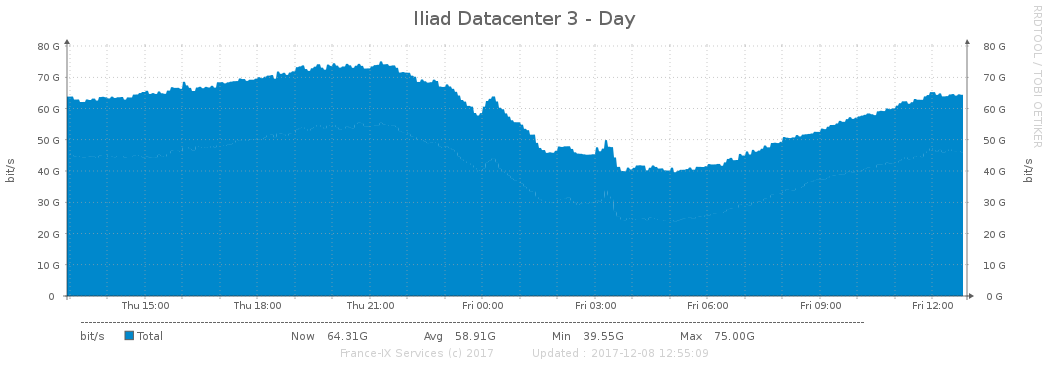 Iliad Datacenter 3 - Day
RRDTOOL / TOBI OETIKER
80 G 80 G
70 G 70 G
60 G 60 G
50 G 50 G
40 G 40 G
30 G 30 G
20 G 20 G
10 G 10 G
0 0 G
bit/s
bit/s
Thu 15:00 Thu 18:00 Thu 21:00 Fri 00:00 Fri 03:00 Fri 06:00 Fri 09:00 Fri 12:00
bit/s Total Now 64.31G Avg 58.91G Min 39.55G Max 75.00G
France-IX Services (c) 2017 Updated : 2017-12-08 12:55:09